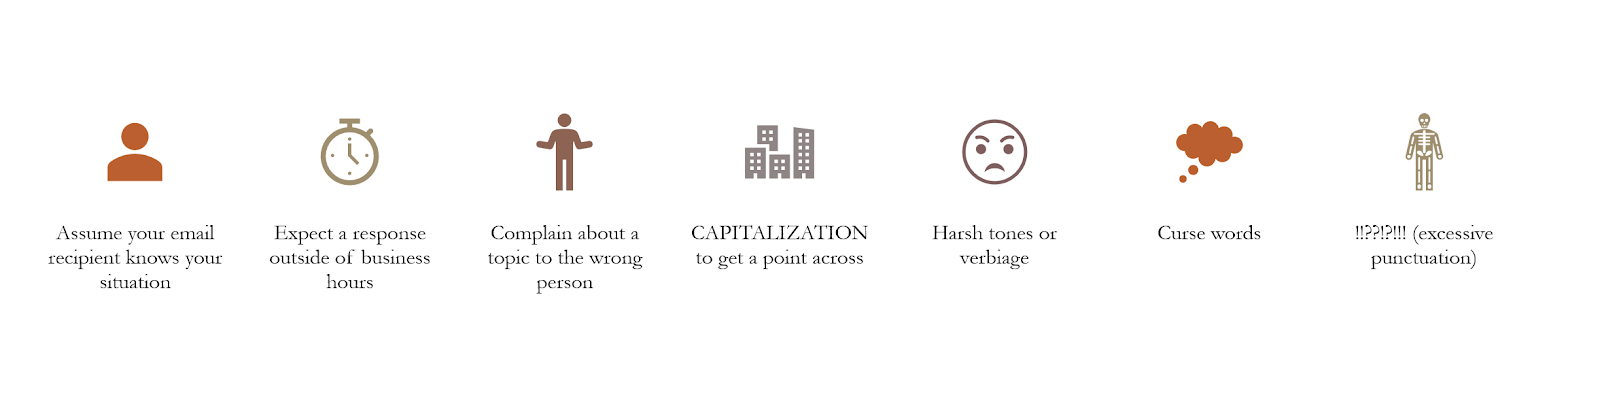 Assume your email
recipient knows your
situation
Expect a response
outside of business
hours
Complain about a
topic to the wrong
person
CAPITALIZATION
to get a point across
Harsh tones or
verbiage
Curse words
!!??!?!!! (excessive
punctuation)